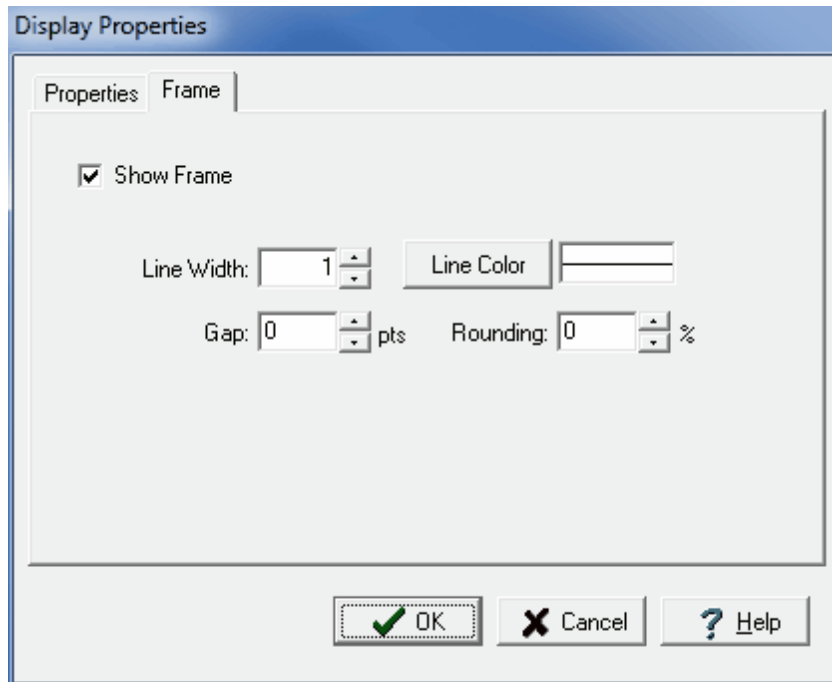 Display Properties
Properties Frame
Show Frame
Line Width: 1 Line Color
Gap: 0 pts Rounding: 0 %
OK Cancel ? Help